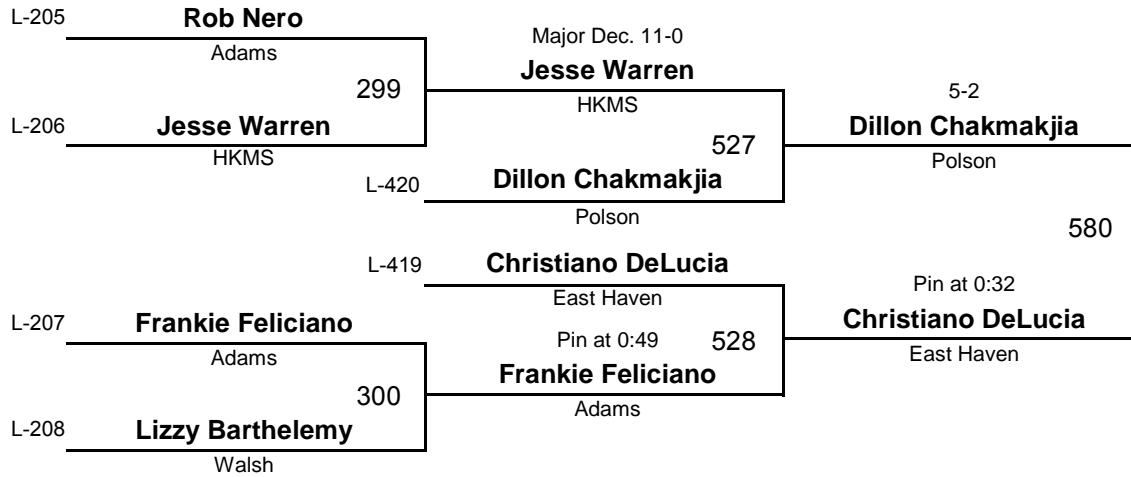 L-205 Rob Nero
Adams
Major Dec. 11-0
Jesse Warren
299
HKMS
5-2
L-206 Jesse Warren
HKMS
527
Dillon Chakmakjia
Polson
L-420 Dillon Chakmakjia
Polson
580
L-419 Christiano DeLucia
East Haven
Pin at 0:32
Christiano DeLucia
East Haven
L-207 Frankie Feliciano
Adams
Pin at 0:49
528
Frankie Feliciano
Adams
300
L-208 Lizzy Barthelemy
Walsh